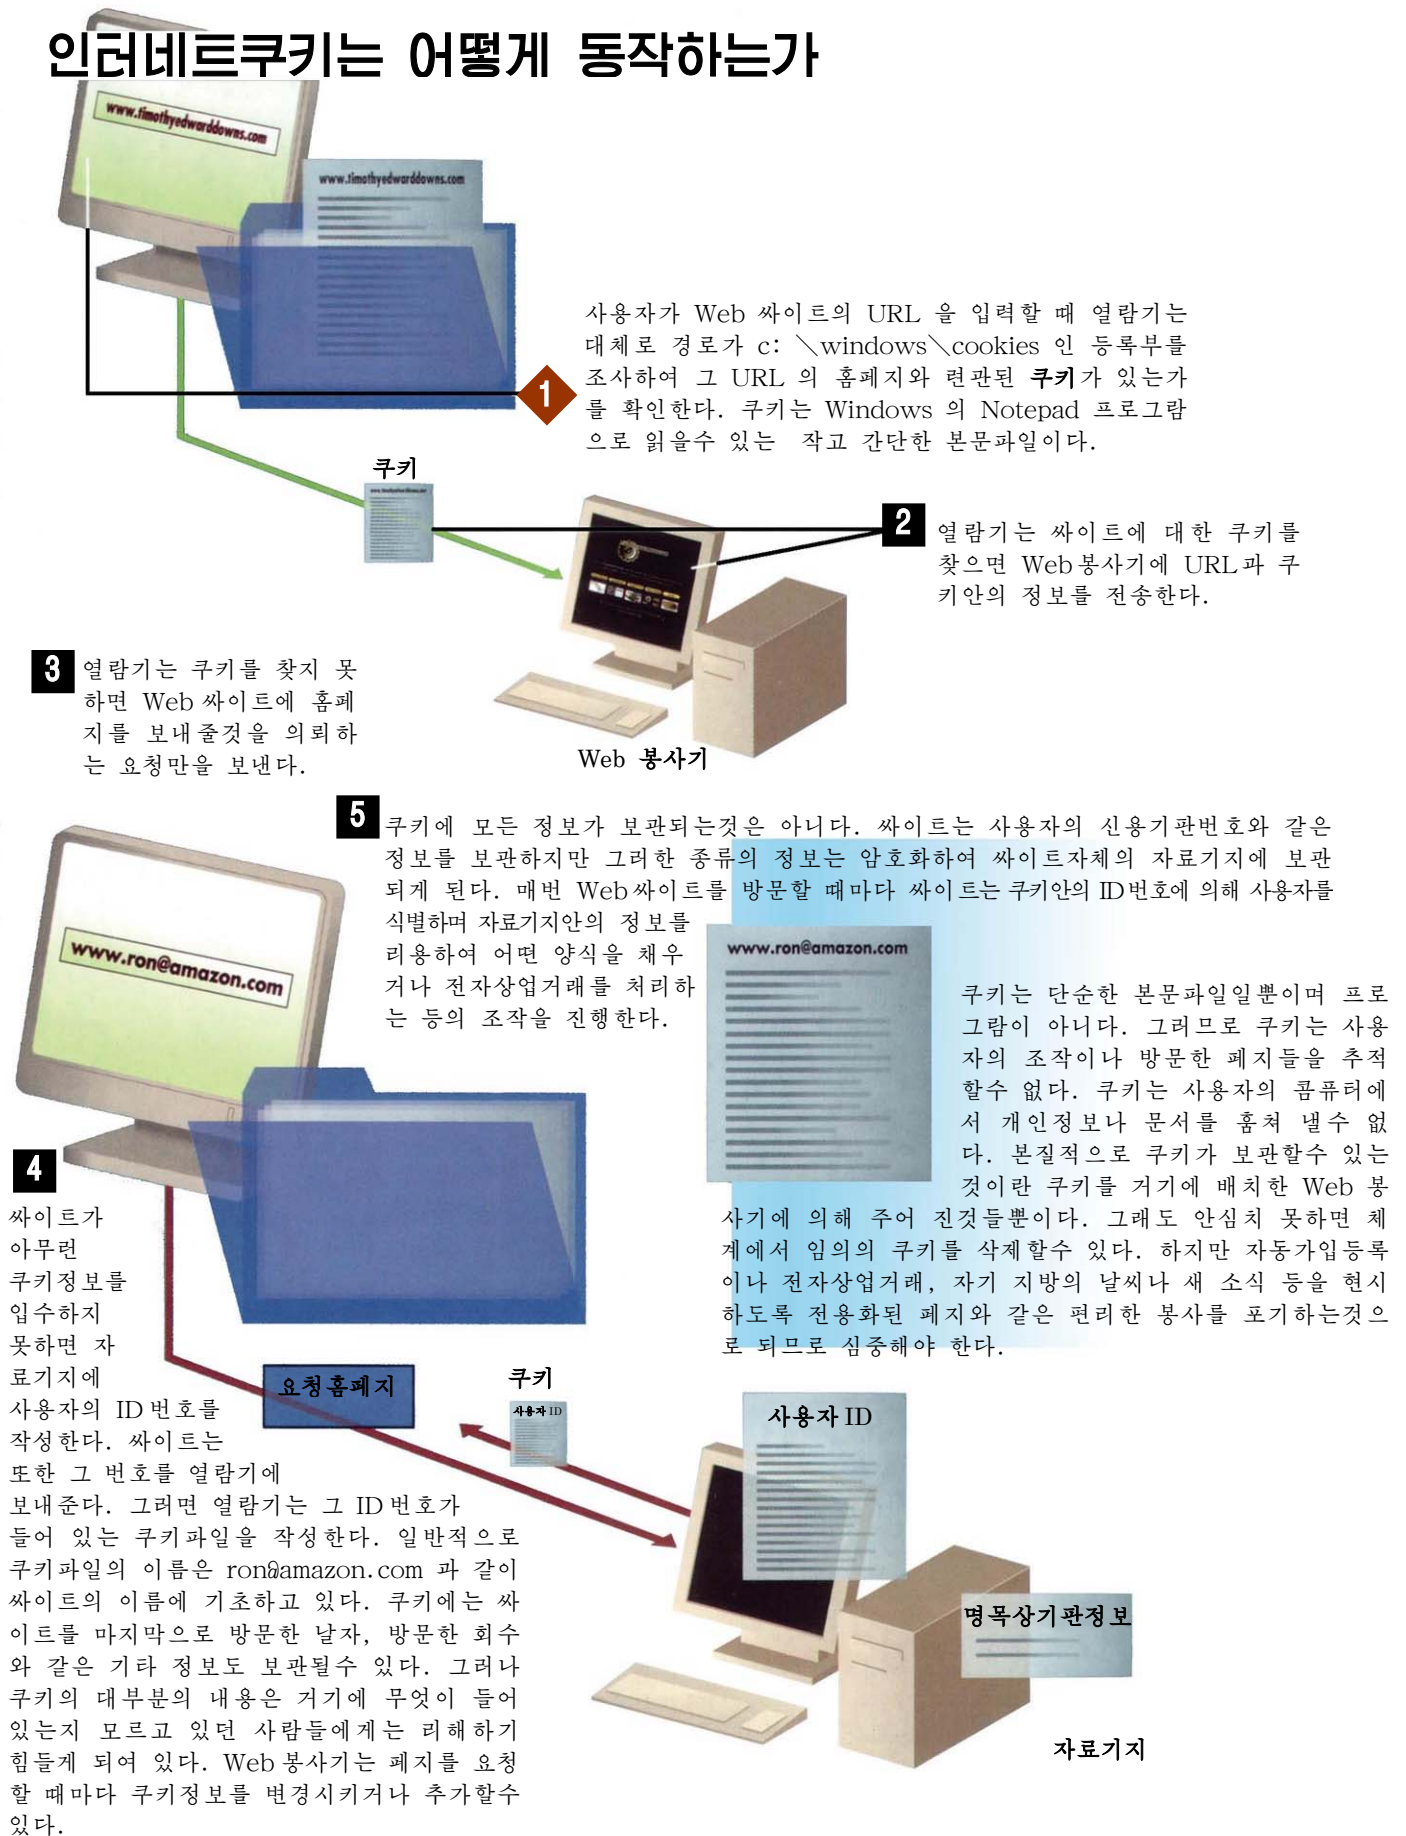 인터네트쿠키는 어떻게 동작하는가
www.timothyedwarddowns.com
www.timothyedwarddowns.com
1
사용자가 Web 싸이트의 URL 을 입력할 때 열람기는
대체로 경로가 c: \windows\cookies 인 등록부를
조사하여 그 URL 의 홈페지와 련관된 쿠키가 있는가
를 확인한다. 쿠키는 Windows 의 Notepad 프로그람
으로 읽을수 있는 작고 간단한 본문파일이다.
쿠키
2
열람기는 싸이트에 대한 쿠키를
찾으면 Web봉사기에 URL과 쿠
키안의 정보를 전송한다.
3
열람기는 쿠키를 찾지 못
하면 Web 싸이트에 홈페
지를 보내줄것을 의뢰하
는 요청만을 보낸다.
Web 봉사기
5
쿠키에 모든 정보가 보관되는것은 아니다. 싸이트는 사용자의 신용기판번호와 같은
정보를 보관하지만 그러한 종류의 정보는 암호화하여 싸이트자체의 자료기지에 보관
되게 된다. 매번 Web싸이트를 방문할 때마다 싸이트는 쿠키안의 ID번호에 의해 사용자를
식별하며 자료기지안의 정보를
리용하여 어떤 양식을 채우
거나 전자상업거래를 처리하
는 등의 조작을 진행한다.
www.ron@amazon.com
www.ron@amazon.com
쿠키는 단순한 본문파일일뿐이며 프로
그람이 아니다. 그러므로 쿠키는 사용
자의 조작이나 방문한 페지들을 추적
할수 없다. 쿠키는 사용자의 콤퓨터에
서 개인정보나 문서를 훔쳐 낼수 없
다. 본질적으로 쿠키가 보관할수 있는
것이란 쿠키를 거기에 배치한 Web 봉
사기에 의해 주어 진것들뿐이다. 그래도 안심치 못하면 체
계에서 임의의 쿠키를 삭제할수 있다. 하지만 자동가입등록
이나 전자상업거래, 자기 지방의 날씨나 새 소식 등을 현시
하도록 전용화된 페지와 같은 편리한 봉사를 포기하는것으
로 되므로 심중해야 한다.
4
싸이트가
아무런
쿠키정보를
입수하지
못하면 자
료기지에
사용자의 ID번호를
작성한다. 싸이트는
또한 그 번호를 열람기에
보내준다. 그러면 열람기는 그 ID번호가
들어 있는 쿠키파일을 작성한다. 일반적으로
쿠키파일의 이름은 ron@amazon.com 과 같이
싸이트의 이름에 기초하고 있다. 쿠키에는 싸
이트를 마지막으로 방문한 날자, 방문한 회수
와 같은 기타 정보도 보관될수 있다. 그러나
쿠키의 대부분의 내용은 거기에 무엇이 들어
있는지 모르고 있던 사람들에게는 리해하기
힘들게 되여 있다. Web봉사기는 페지를 요청
할 때마다 쿠키정보를 변경시키거나 추가할수
있다.
요청홈페지
쿠키
사용자 ID
사용자 ID
명목상기판정보
자료기지